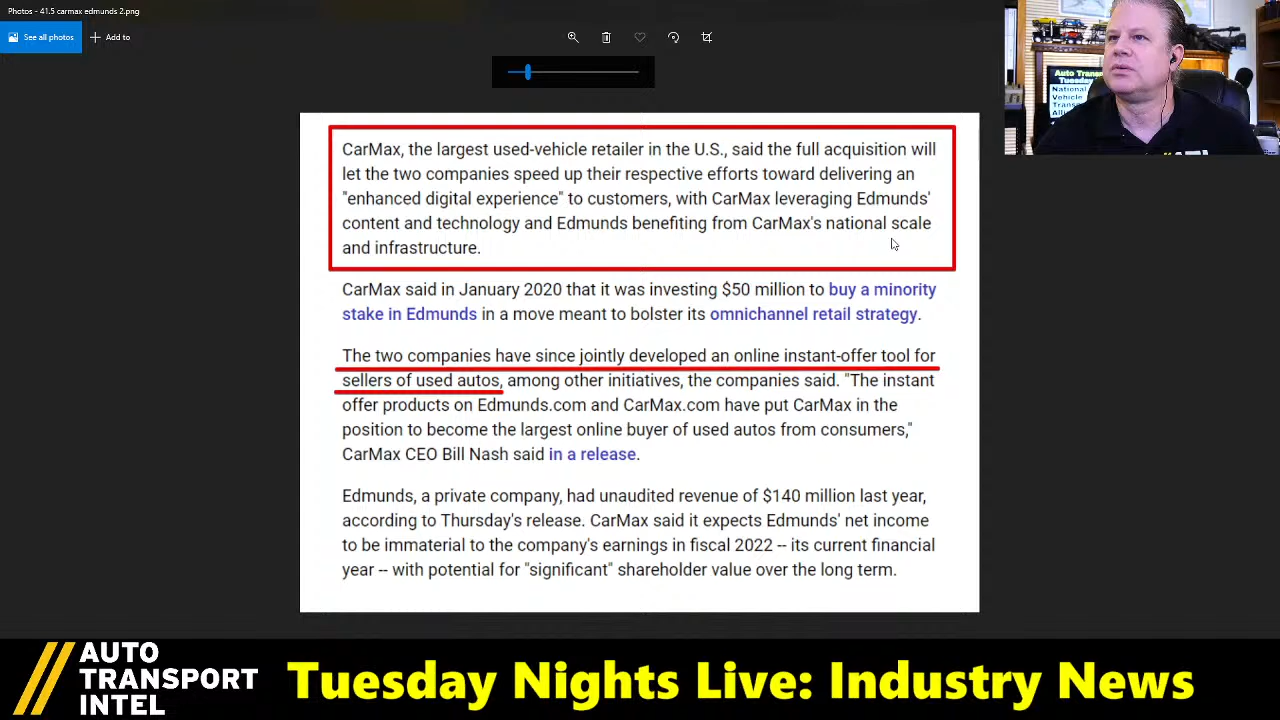 Photos - 41.5 carmax edmunds 2.png
See all photos
Add to
Auto Trans
Tuesday
National
Vehicle
Trans
CarMax, the largest used-vehicle retailer in the U.S., said the full acquisition will
let the two companies speed up their respective efforts toward delivering an
"enhanced digital experience" to customers, with CarMax leveraging Edmunds'
content and technology and Edmunds benefiting from CarMax's national scale
and infrastructure.
CarMax said in January 2020 that it was investing $50 million to buy a minority
stake in Edmunds in a move meant to bolster its omnichannel retail strategy.
The two companies have since jointly developed an online instant-offer tool for
sellers of used autos, among other initiatives, the companies said. "The instant
offer products on Edmunds.com and CarMax.com have put CarMax in the
position to become the largest online buyer of used autos from consumers,"
CarMax CEO Bill Nash said in a release.
Edmunds, a private company, had unaudited revenue of $140 million last year,
according to Thursday's release. CarMax said it expects Edmunds' net income
to be immaterial to the company's earnings in fiscal 2022 -- its current financial
year -- with potential for "significant" shareholder value over the long term.
AUTO
TRANSPORT
INTEL
Tuesday Nights Live: Industry News